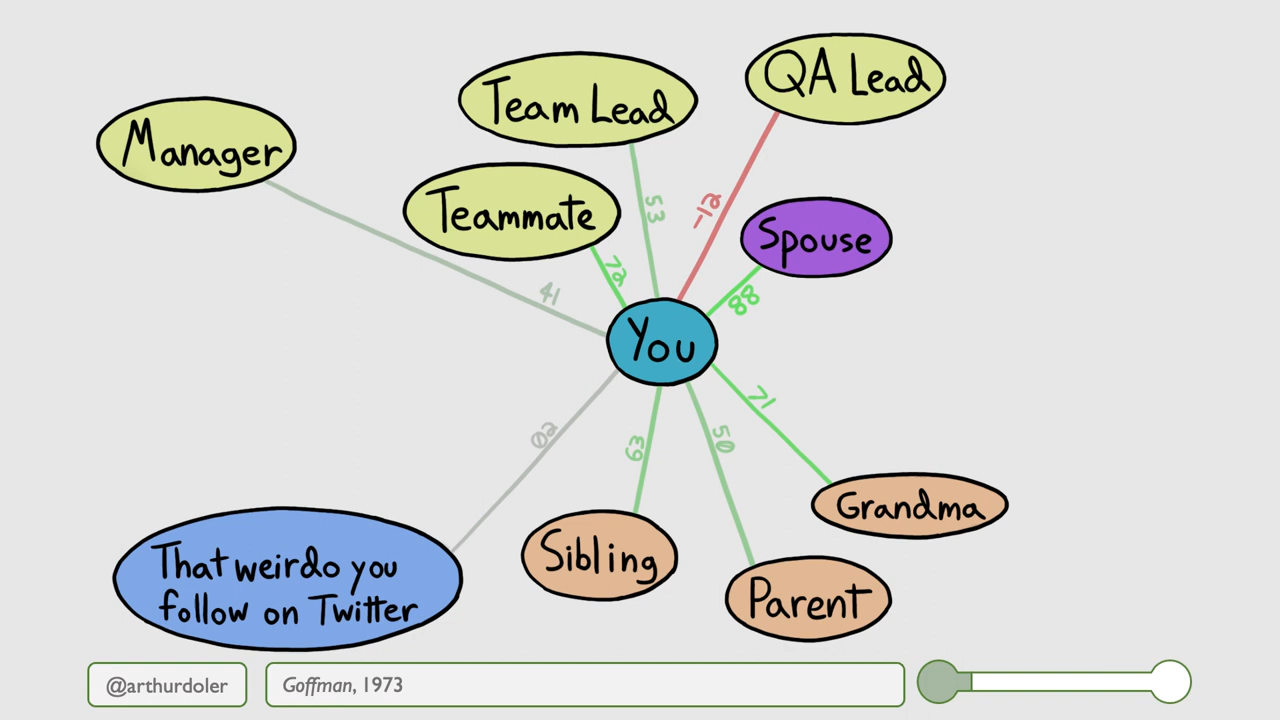 Manager
Team Lead
QA Lead
Teammate
Spouse
53
-12
72
88
41
You
71
02
63
50
Grandma
That weirdo you
follow on Twitter
Sibling
Parent
@arthurdoler
Goffman, 1973